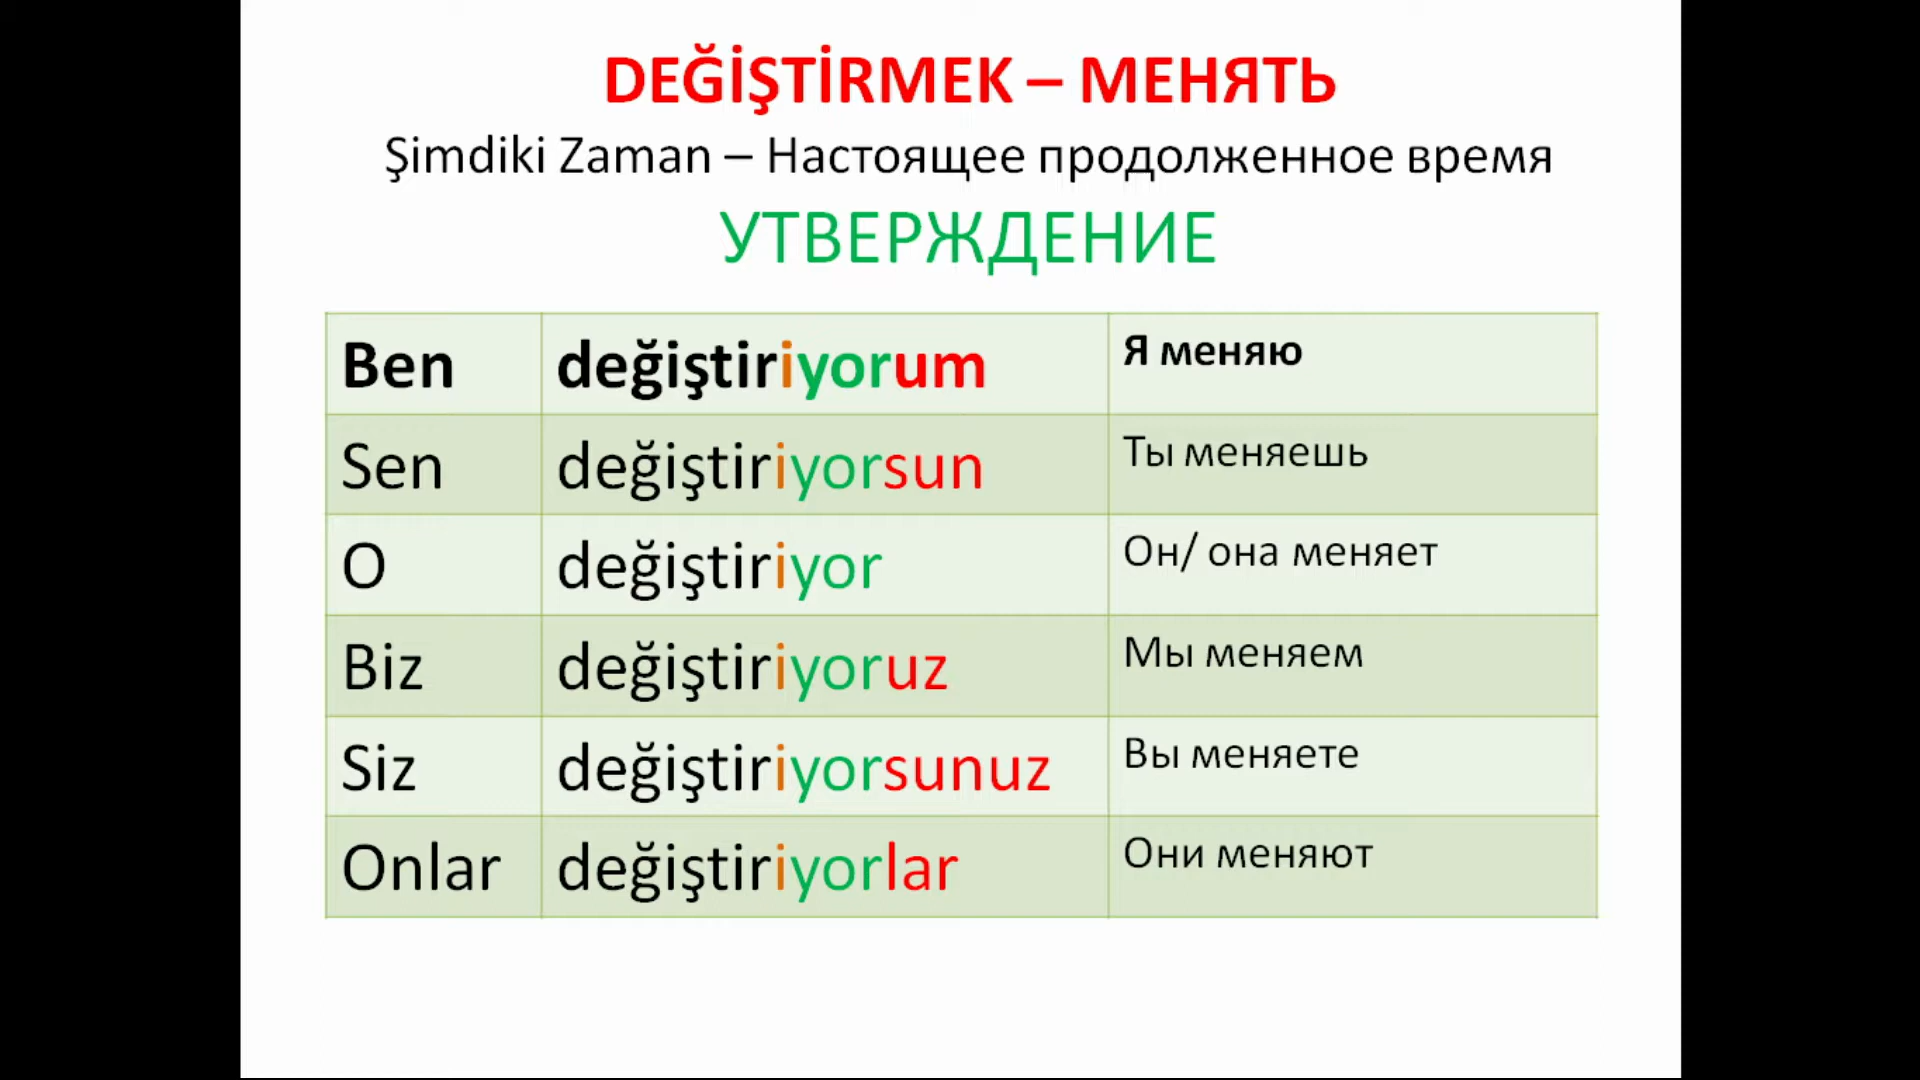 DEĞİŞTİRMEK – МЕНЯТЬ
Şimdiki Zaman – Настоящее продолженное время
УТВЕРЖДЕНИЕ
Ben değiştiriyorum Я меняю
Sen değiştiriyorsun Ты меняешь
O değiştiriyor Он/ она меняет
Biz değiştiriyoruz Мы меняем
Siz değiştiriyorsunuz Вы меняете
Onlar değiştiriyorlar Они меняют